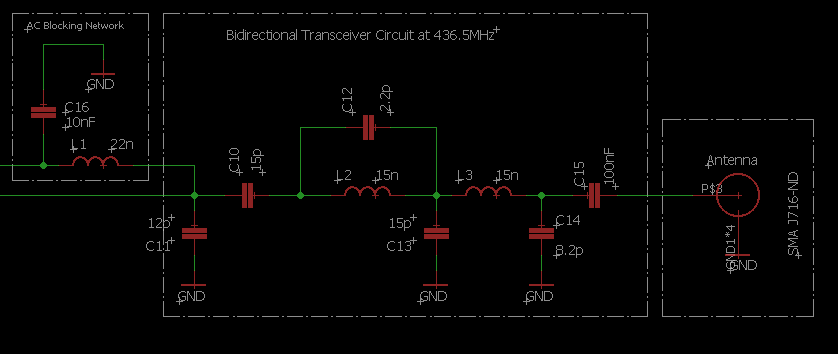 AC Blocking Network
Bidirectional Transceiver Circuit at 436.5MHz
GND
C16
10nF
L1 22n
C12
2.2p
C10
15p
L2 15n
L3 15n
C15
100nF
Antenna
P$3
SMA J716-ND
12p
C11
15p
C13
C14
8.2p
GND1*4
GND
GND
GND
GND